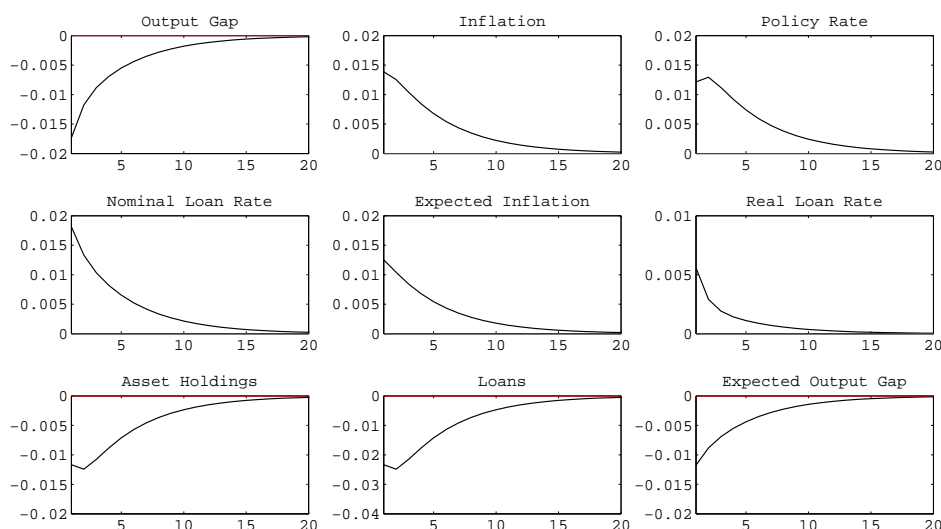 Output Gap Inflation Policy Rate
0 0.02 0.02
−0.005 0.015 0.015
−0.01 0.01 0.01
−0.015 0.005 0.005
−0.02 0 0
5 10 15 20 5 10 15 20 5 10 15 20
Nominal Loan Rate Expected Inflation Real Loan Rate
0.02 0.02 0.01
0.015 0.015
0.01 0.01 0.005
0.005 0.005
0 0 0
5 10 15 20 5 10 15 20 5 10 15 20
Asset Holdings Loans Expected Output Gap
0 0 0
−0.005 −0.01 −0.005
−0.01 −0.02 −0.01
−0.015 −0.03 −0.015
−0.02 −0.04 −0.02
5 10 15 20 5 10 15 20 5 10 15 20